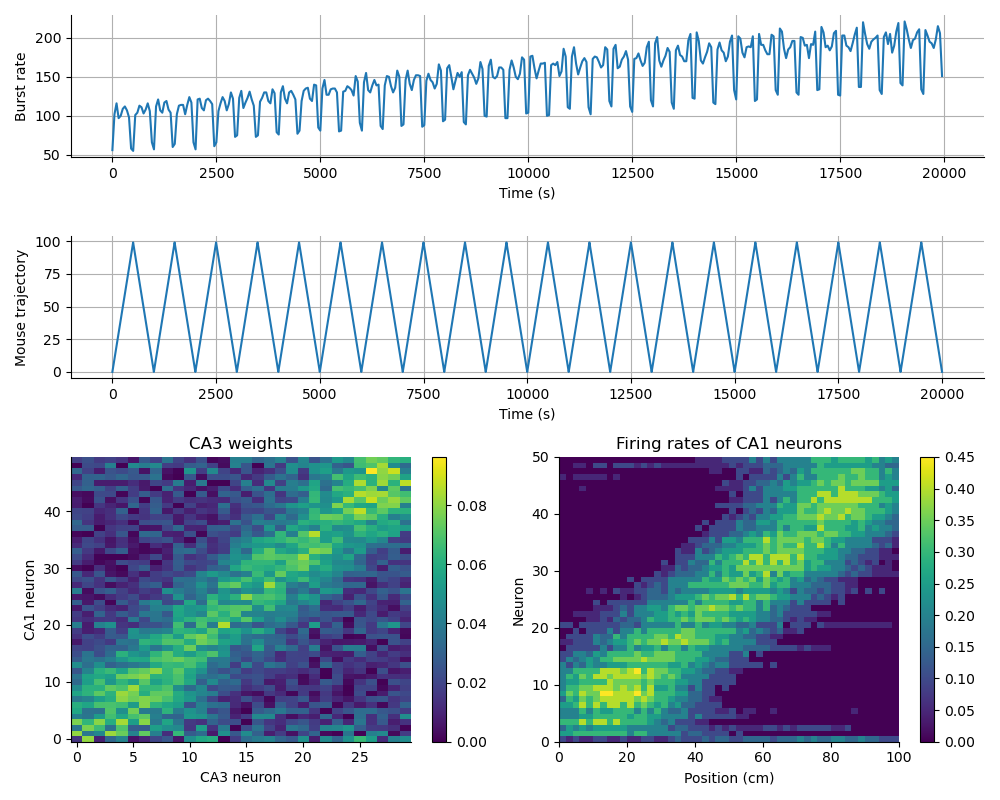 Burst rate
200
150
100
50
0 2500 5000 7500 10000 12500 15000 17500 20000
Time (s)
Mouse trajectory
100
75
50
25
0
0 2500 5000 7500 10000 12500 15000 17500 20000
Time (s)
CA3 weights
CA1 neuron
40
30
20
10
0
0 5 10 15 20 25
CA3 neuron
0.08
0.06
0.04
0.02
0.00
Firing rates of CA1 neurons
Neuron
50
40
30
20
10
0
0 20 40 60 80 100
Position (cm)
0.45
0.40
0.35
0.30
0.25
0.20
0.15
0.10
0.05
0.00